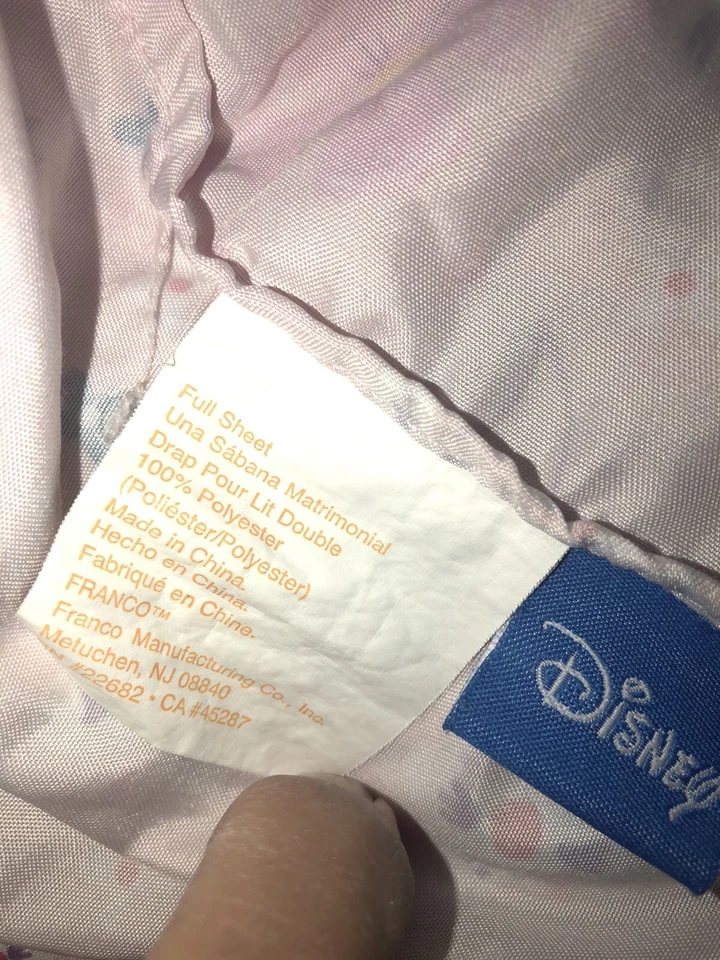 Full Sheet
Una Sábana Matrimonial
Drap Pour Lit Double
100% Polyester
(Poliéster/Polyester)
Made in China.
Hecho en China.
Fabriqué en Chine.
FRANCO™
Franco Manufacturing Co., Inc.
Metuchen, NJ 08840
#22682 • CA #45287
Disney